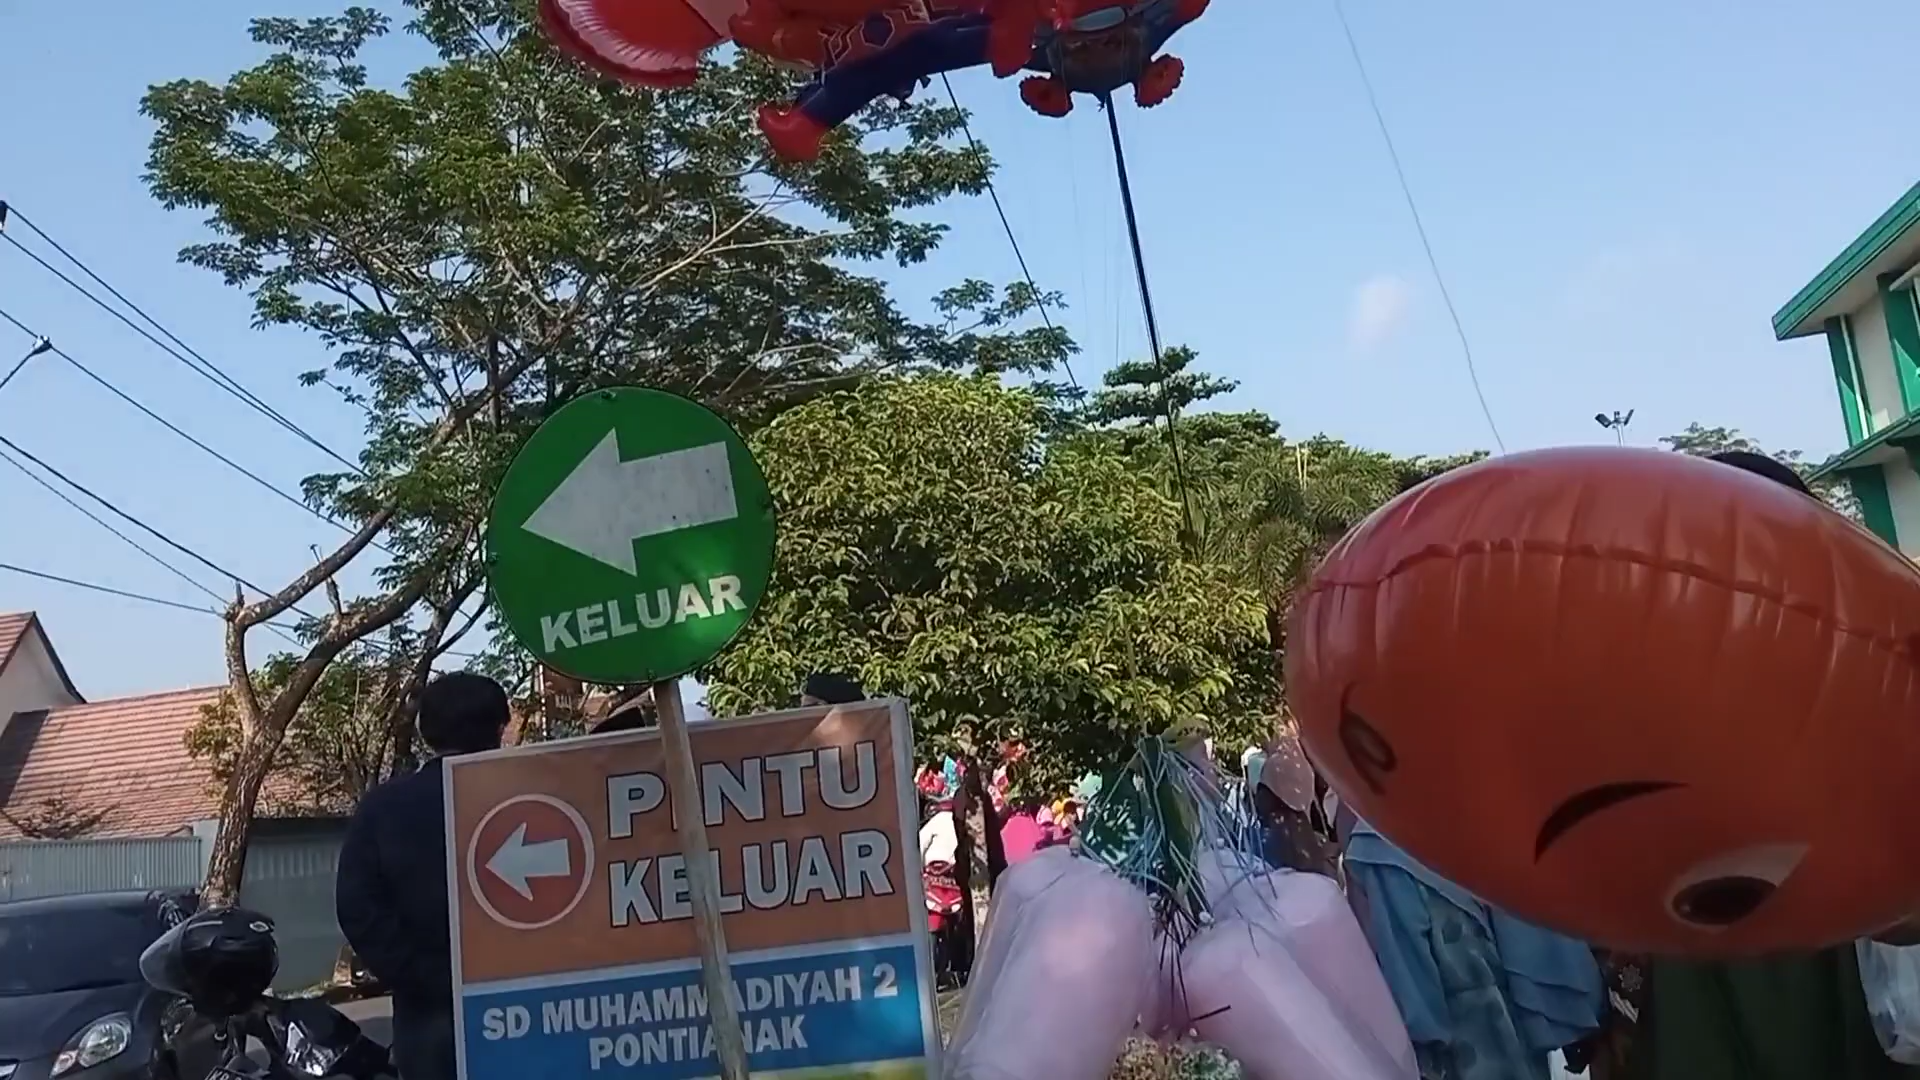 KELUAR
PINTU
KELUAR
SD MUHAMMADIYAH 2
PONTIANAK